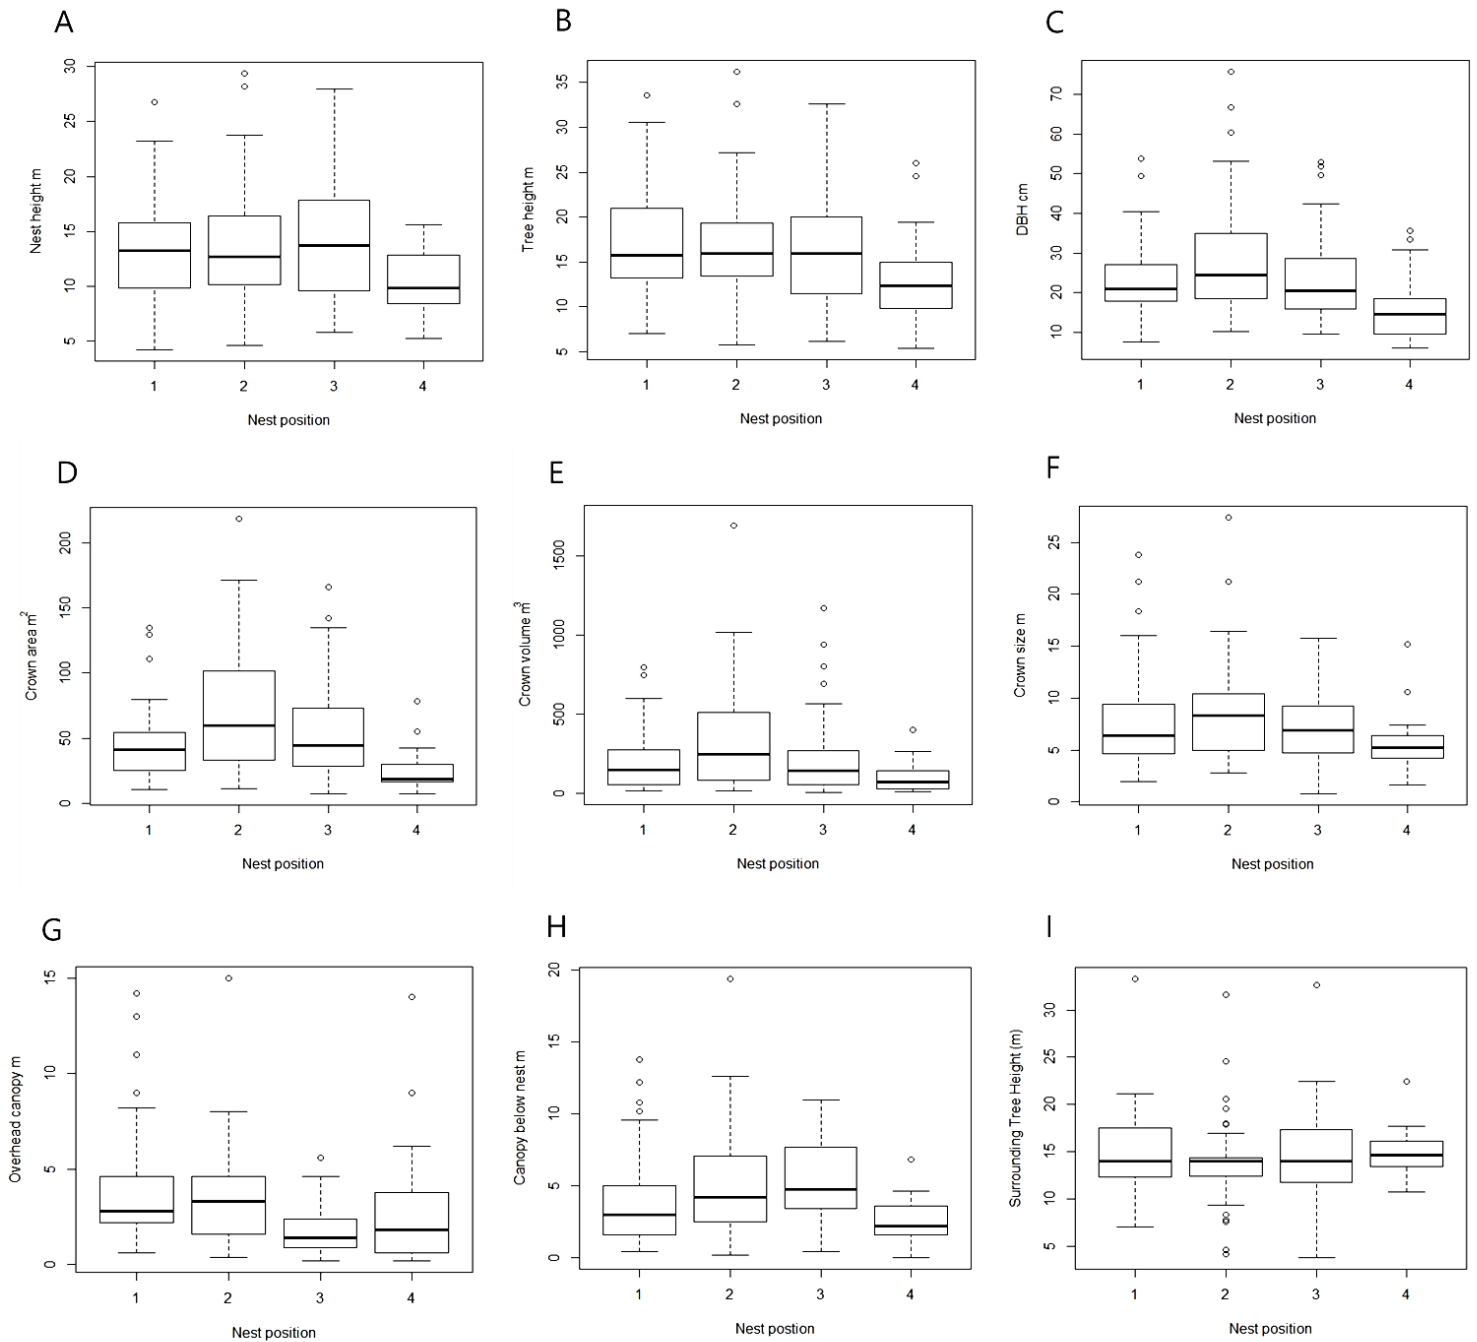 A
B
C
Nest height m
30
25
20
15
10
5
1 2 3 4
Nest position
Tree height m
35
30
25
20
15
10
5
1 2 3 4
Nest position
DBH cm
70
60
50
40
30
20
10
1 2 3 4
Nest position
D
E
F
Crown area m²
200
150
100
50
0
1 2 3 4
Nest position
Crown volume m³
1500
1000
500
0
1 2 3 4
Nest position
Crown size m
25
20
15
10
5
0
1 2 3 4
Nest position
G
H
I
Overhead canopy m
15
10
5
0
1 2 3 4
Nest position
Canopy below nest m
20
15
10
5
0
1 2 3 4
Nest position
Surrounding Tree Height (m)
30
25
20
15
10
5
1 2 3 4
Nest position